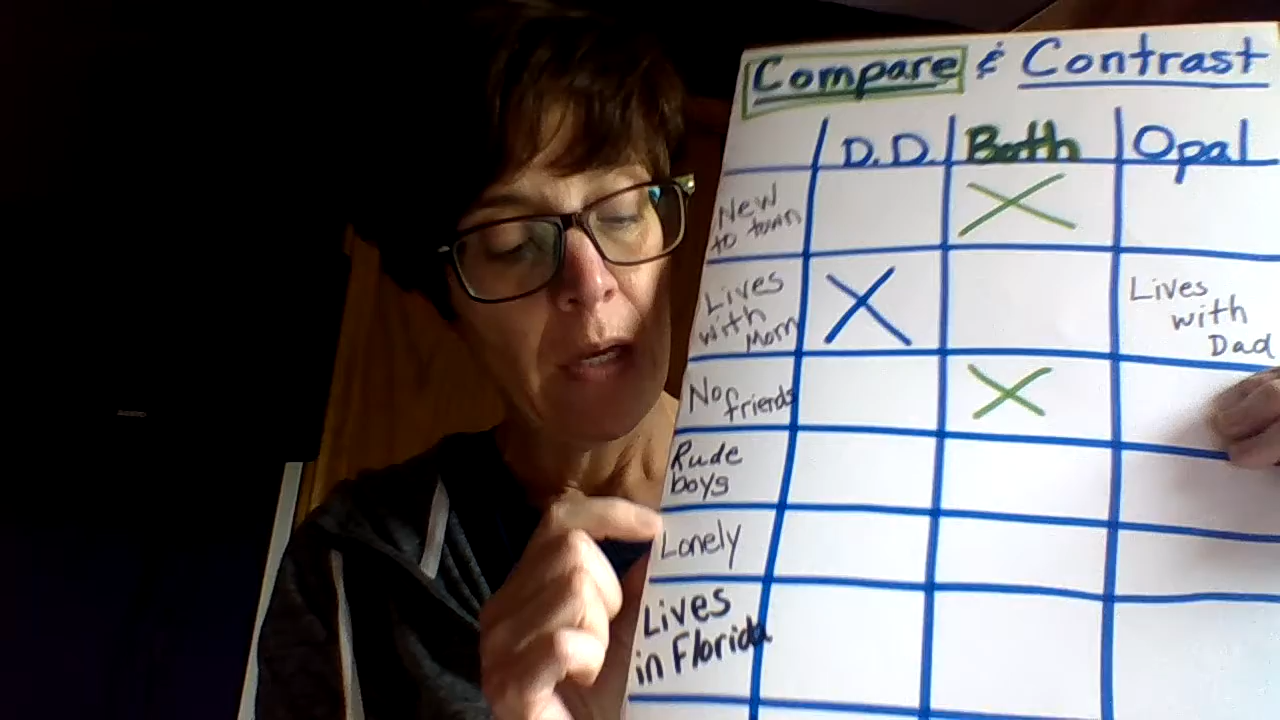 Compare & Contrast
D.D. Both Opal
New
to town X
Lives
with
Mom X Lives
with
Dad
No
friends X
Rude
boys
Lonely
Lives
in Florida